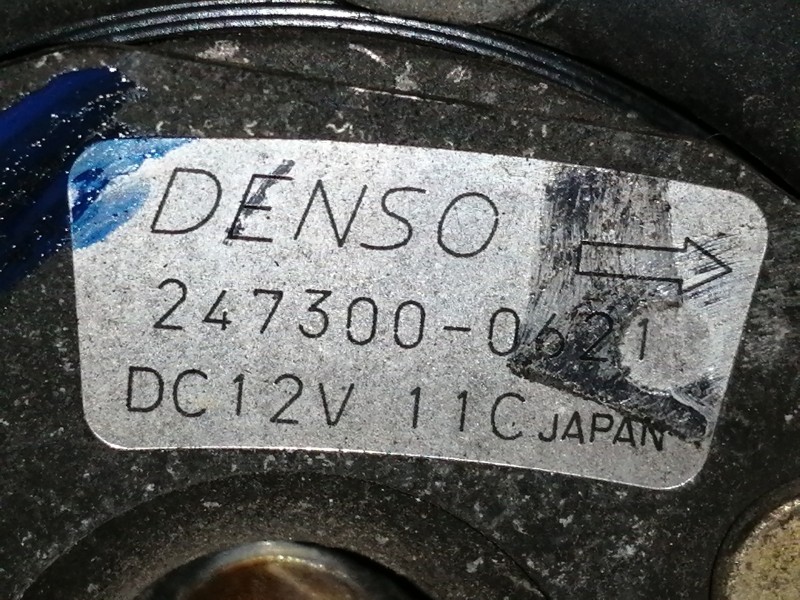 DENSO
247300-0621
DC12V 11C JAPAN